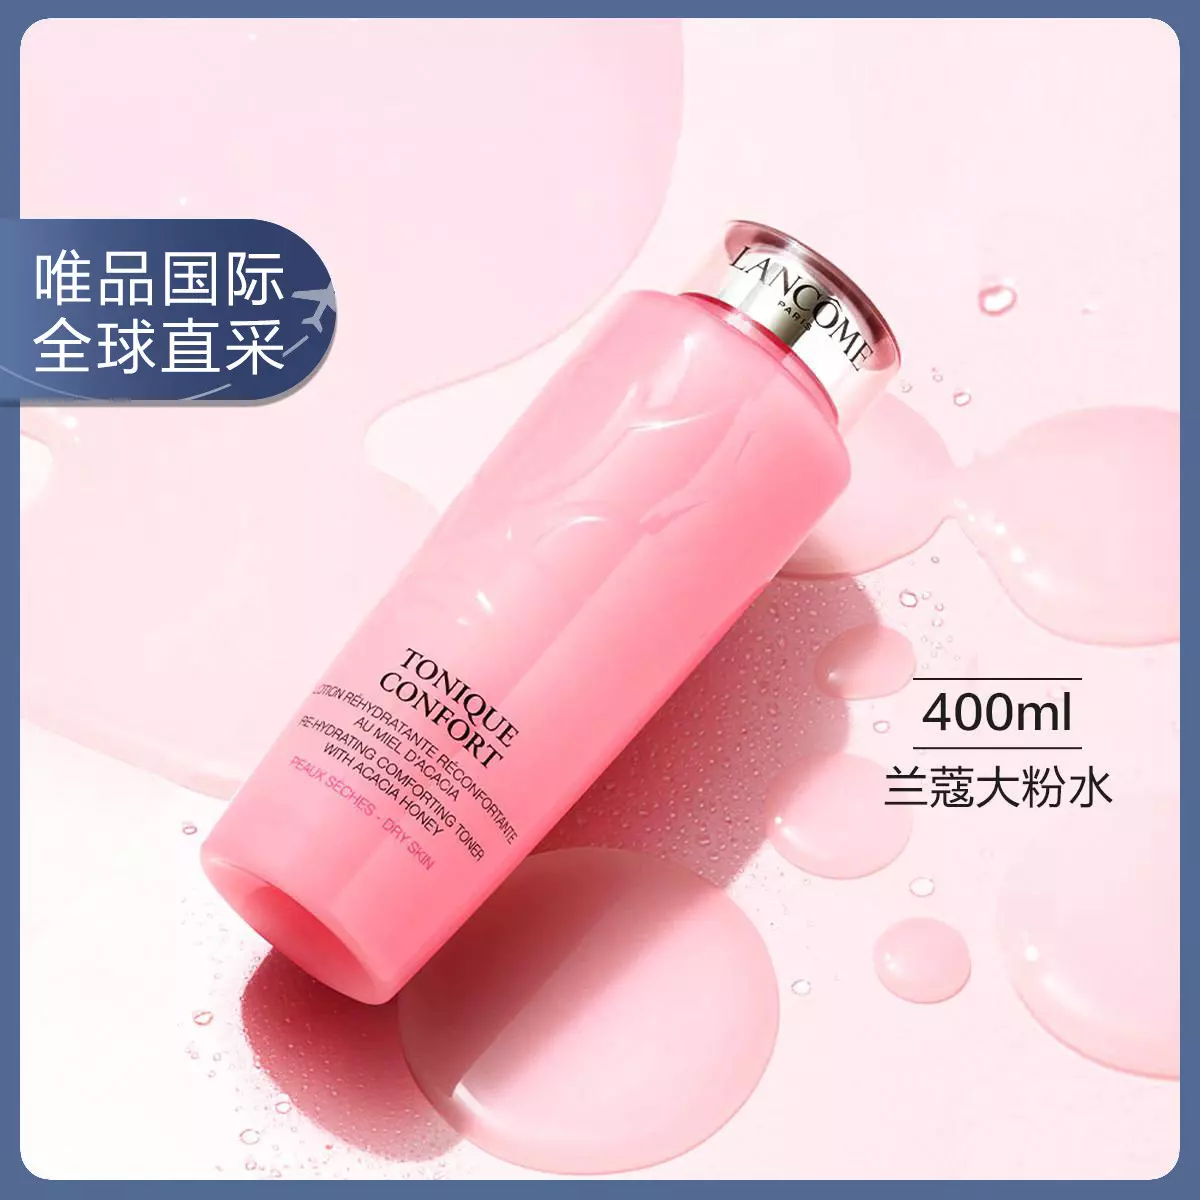 唯品国际
全球直采
LANCÔME
PARIS
TONIQUE
CONFORT
LOTION RÉHYDRATANTE RÉCONFORTANTE
AU MIEL D'ACACIA
RE-HYDRATING COMFORTING TONER
WITH ACACIA HONEY
PEAUX SÈCHES - DRY SKIN
400ml
兰蔻大粉水